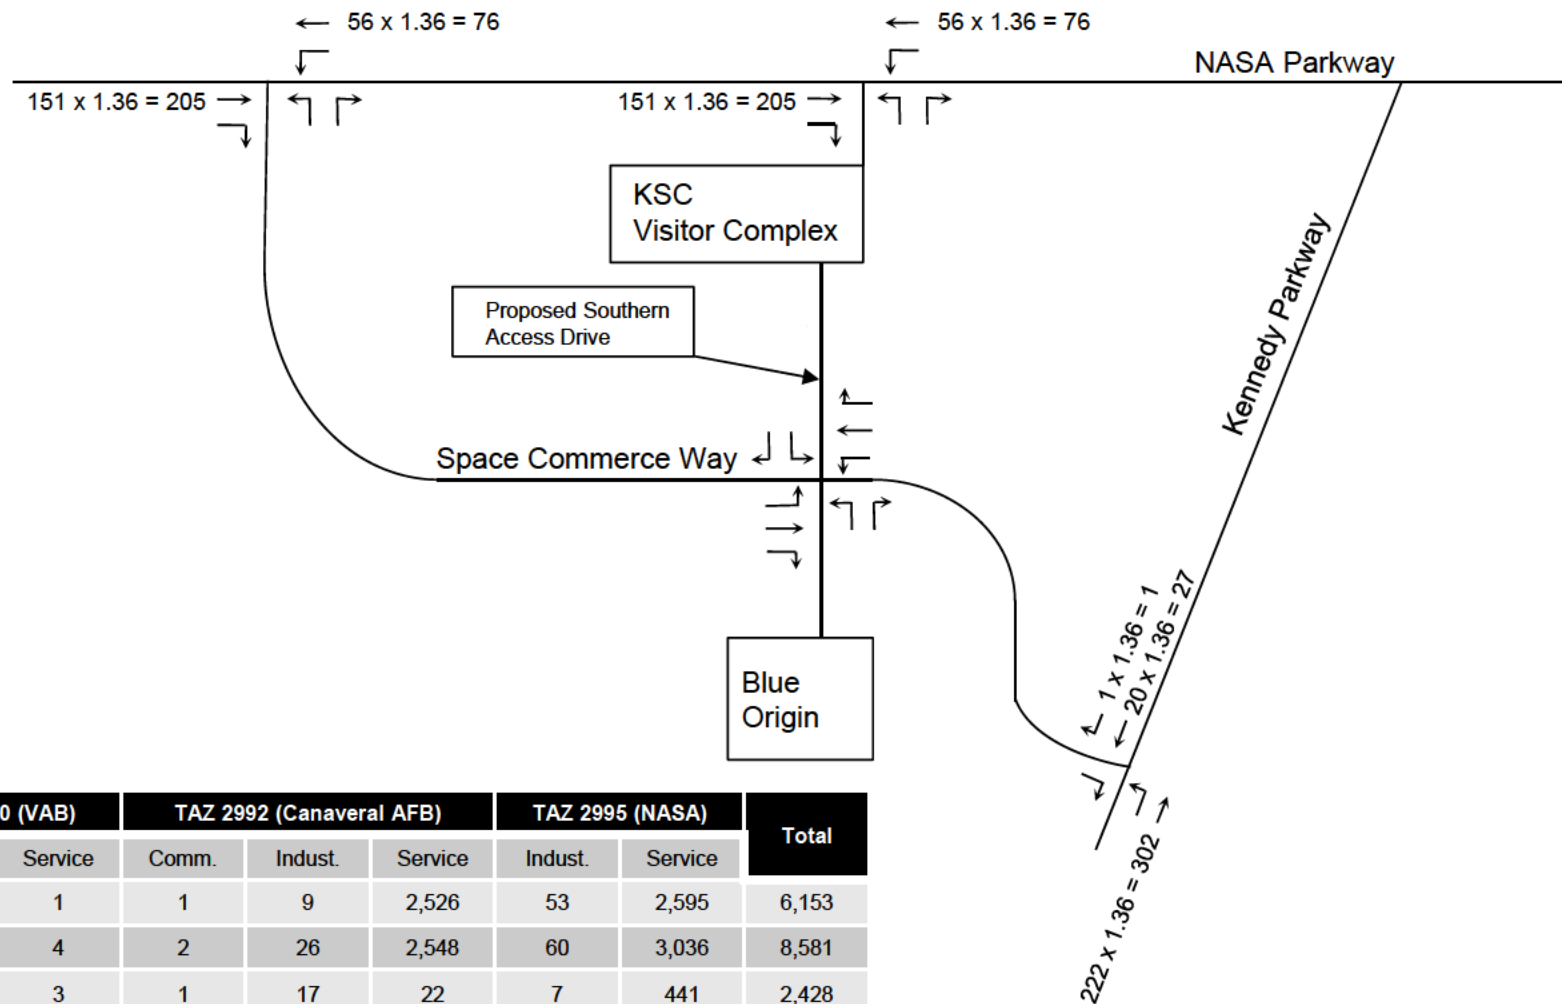 56 x 1.36 = 76
56 x 1.36 = 76
NASA Parkway
151 x 1.36 = 205
151 x 1.36 = 205
KSC
Visitor Complex
Proposed Southern
Access Drive
Kennedy Parkway
Space Commerce Way
1 x 1.36 = 1
20 x 1.36 = 27
Blue
Origin
222 x 1.36 = 302
0 (VAB) TAZ 2992 (Canaveral AFB) TAZ 2995 (NASA) Total
Service Comm. Indust. Service Indust. Service
1 1 9 2,526 53 2,595 6,153
4 2 26 2,548 60 3,036 8,581
3 1 17 22 7 441 2,428